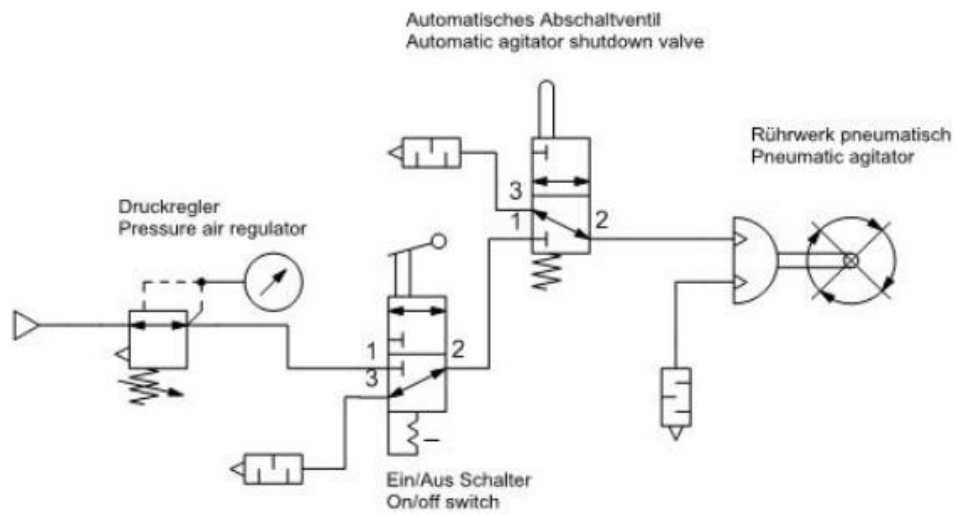 Automatisches Abschaltventil
Automatic agitator shutdown valve
Rührwerk pneumatisch
Pneumatic agitator
Druckregler
Pressure air regulator
3
1
2
1
2
3
Ein/Aus Schalter
On/off switch